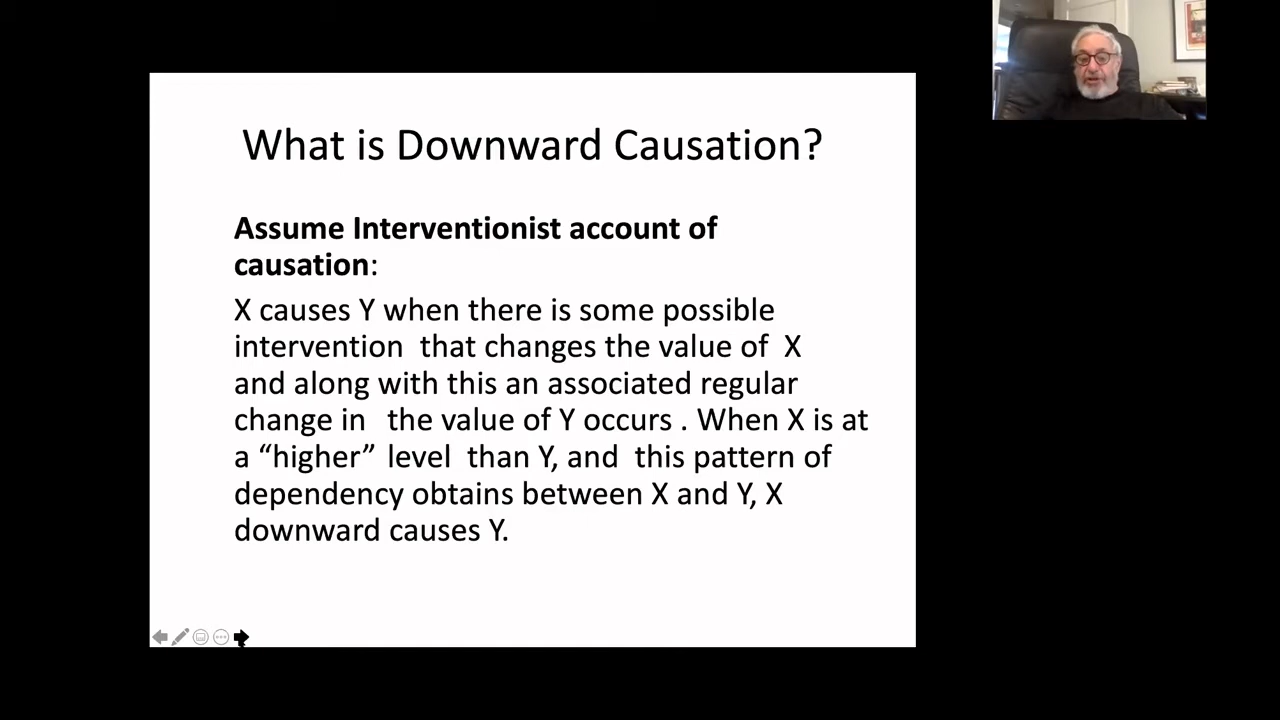 What is Downward Causation?
Assume Interventionist account of
causation:
X causes Y when there is some possible
intervention that changes the value of X
and along with this an associated regular
change in the value of Y occurs . When X is at
a “higher” level than Y, and this pattern of
dependency obtains between X and Y, X
downward causes Y.